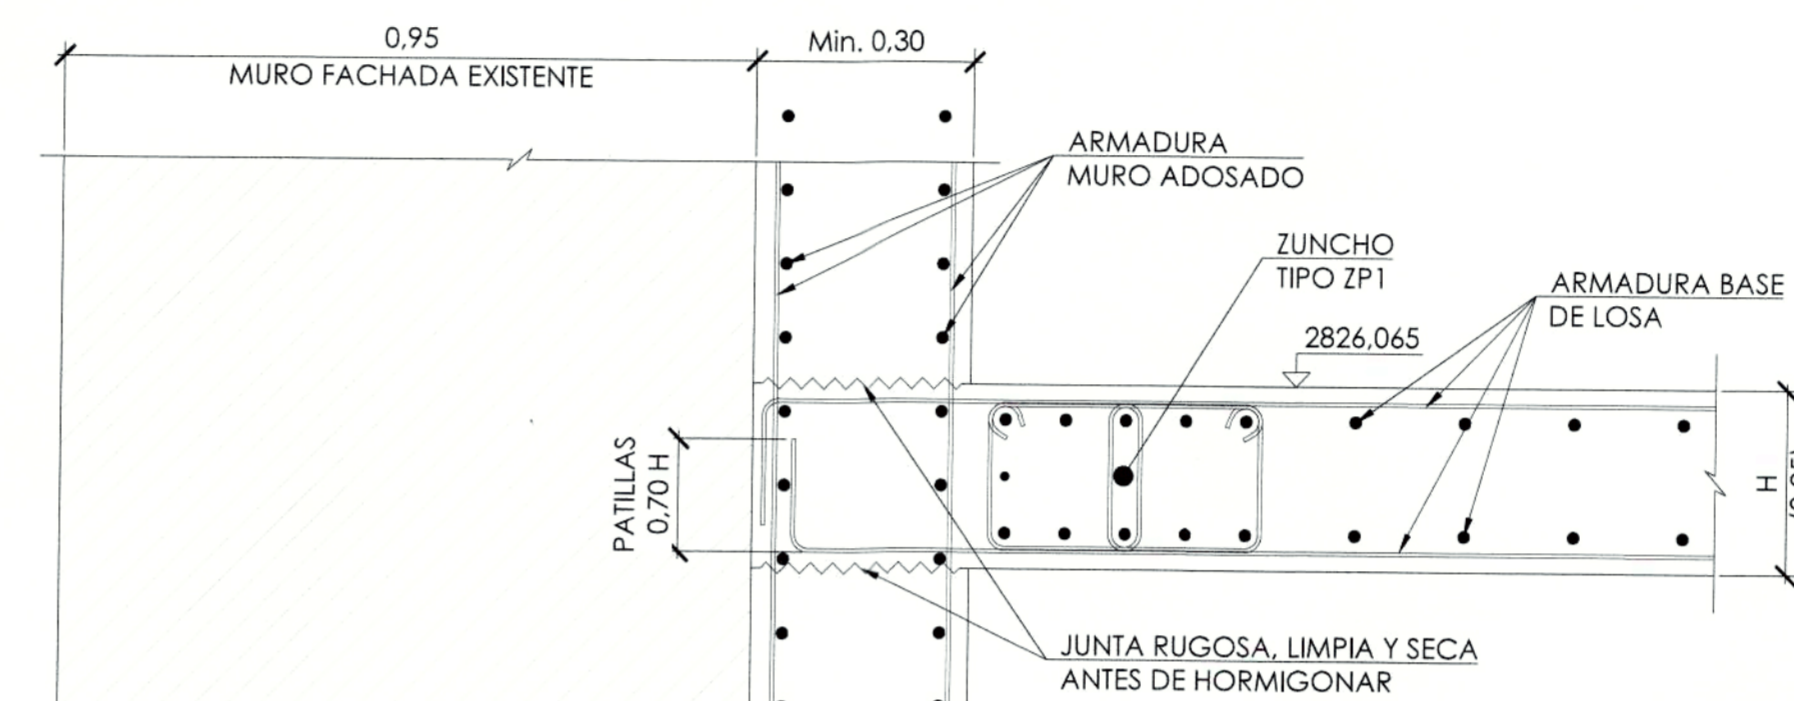 0,95
MURO FACHADA EXISTENTE
Min. 0,30
ARMADURA
MURO ADOSADO
ZUNCHO
TIPO ZP1
ARMADURA BASE
DE LOSA
2826,065
PATILLAS
0,70 H
H
JUNTA RUGOSA, LIMPIA Y SECA
ANTES DE HORMIGONAR